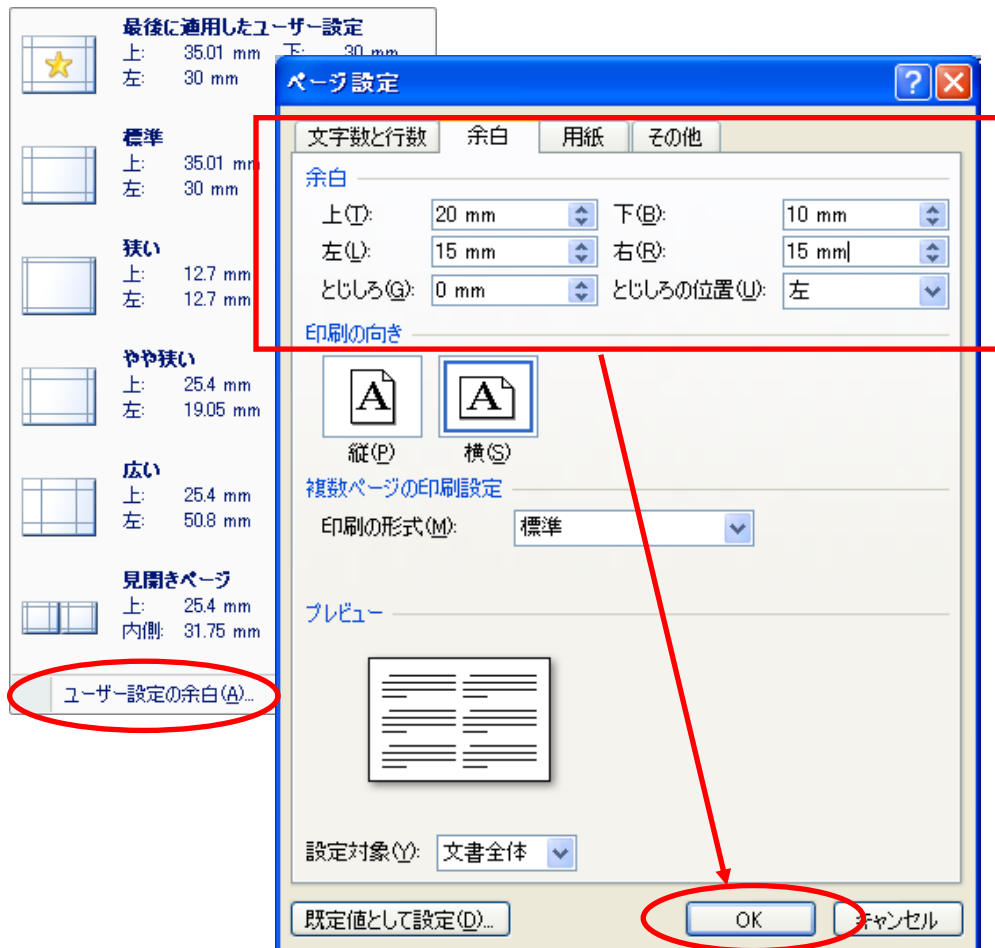 最後に適用したユーザー設定
上: 35.01 mm 下: 30 mm
左: 30 mm
標準
上: 35.01 mm
左: 30 mm
狭い
上: 12.7 mm
左: 12.7 mm
やや狭い
上: 25.4 mm
左: 19.05 mm
広い
上: 25.4 mm
左: 50.8 mm
見開きページ
上: 25.4 mm
内側: 31.75 mm
ユーザー設定の余白(A)...
ページ設定
文字数と行数 余白 用紙 その他
余白
上(T): 20 mm 下(B): 10 mm
左(L): 15 mm 右(R): 15 mm
とじしろ(G): 0 mm とじしろの位置(U): 左
印刷の向き
A A
縦(P) 横(S)
複数ページの印刷設定
印刷の形式(M): 標準
プレビュー
設定対象(Y): 文書全体
既定値として設定(D)... OK キャンセル